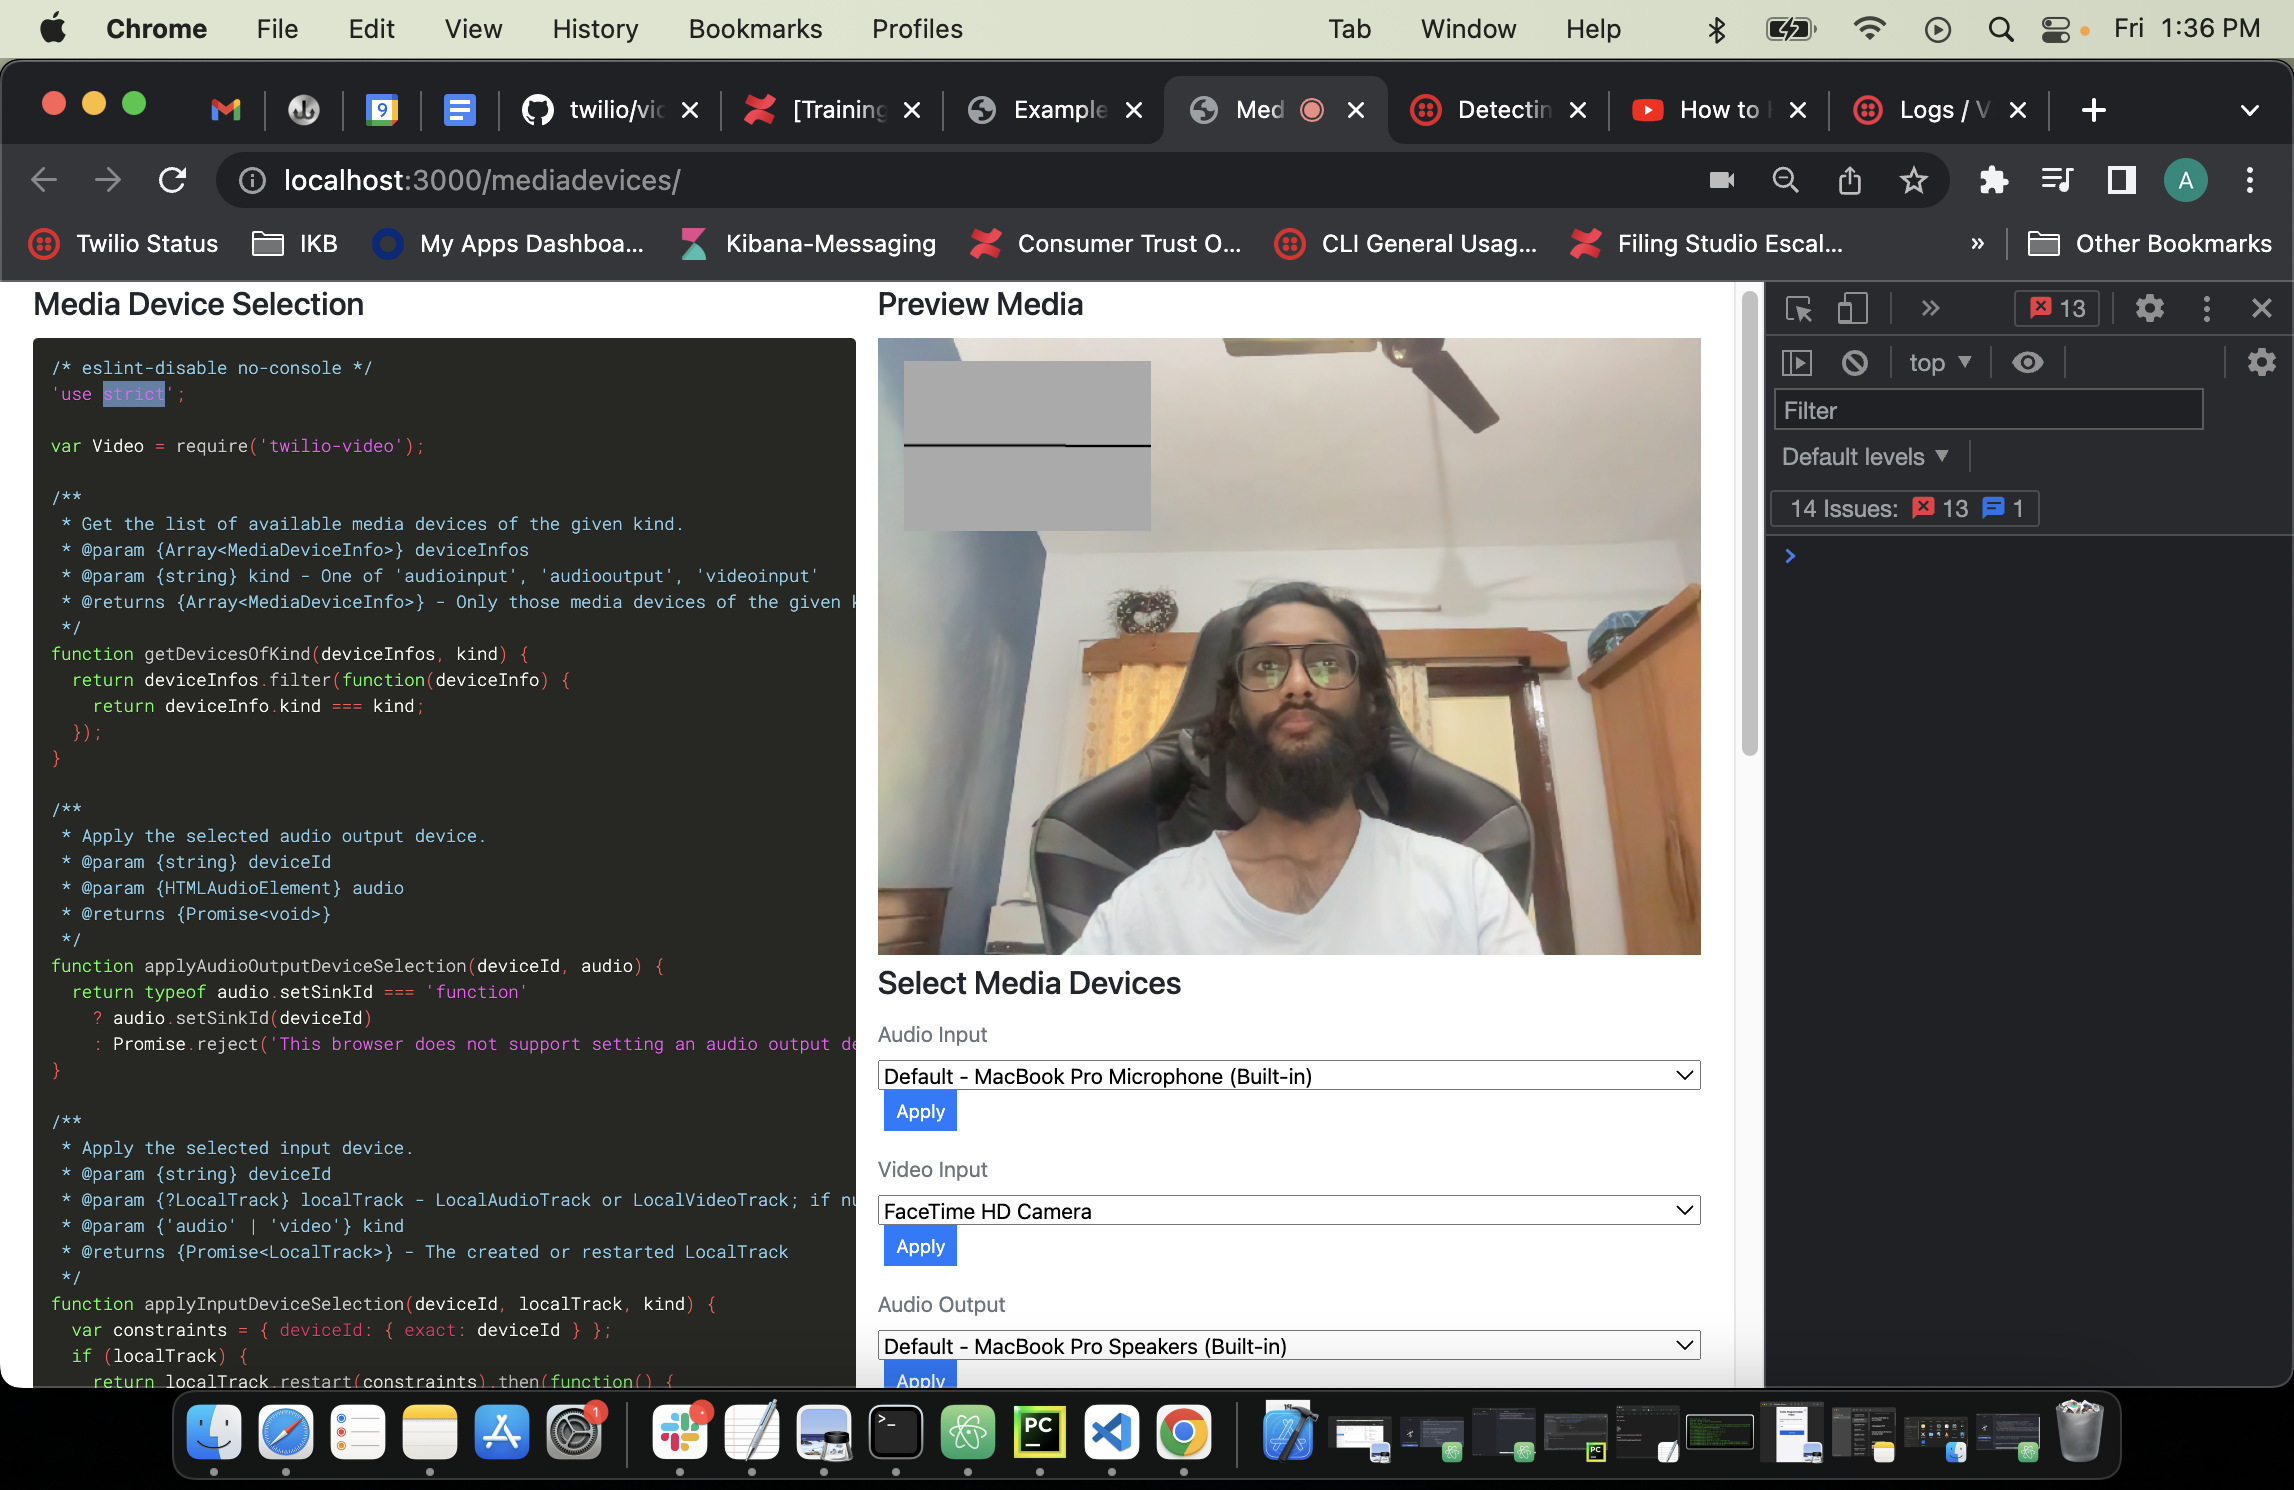 Chrome File Edit View History Bookmarks Profiles Tab Window Help Fri 1:36 PM
9 twilio/vid [Training Example Med Detectin How to Logs / V
localhost:3000/mediadevices/ A
Twilio Status IKB My Apps Dashboa... Kibana-Messaging Consumer Trust O... CLI General Usag... Filing Studio Escal... » Other Bookmarks
Media Device Selection
/* eslint-disable no-console */
'use strict';
var Video = require('twilio-video');
/**
* Get the list of available media devices of the given kind.
* @param {Array<MediaDeviceInfo>} deviceInfos
* @param {string} kind - One of 'audioinput', 'audiooutput', 'videoinput'
* @returns {Array<MediaDeviceInfo>} - Only those media devices of the given k
*/
function getDevicesOfKind(deviceInfos, kind) {
return deviceInfos.filter(function(deviceInfo) {
return deviceInfo.kind === kind;
});
}
/**
* Apply the selected audio output device.
* @param {string} deviceId
* @param {HTMLAudioElement} audio
* @returns {Promise<void>}
*/
function applyAudioOutputDeviceSelection(deviceId, audio) {
return typeof audio.setSinkId === 'function'
? audio.setSinkId(deviceId)
: Promise.reject('This browser does not support setting an audio output de
}
/**
* Apply the selected input device.
* @param {string} deviceId
* @param {?LocalTrack} localTrack - LocalAudioTrack or LocalVideoTrack; if nu
* @param {'audio' | 'video'} kind
* @returns {Promise<LocalTrack>} - The created or restarted LocalTrack
*/
function applyInputDeviceSelection(deviceId, localTrack, kind) {
var constraints = { deviceId: { exact: deviceId } };
if (localTrack) {
return localTrack.restart(constraints).then(function() {
Preview Media
Select Media Devices
Audio Input
Default - MacBook Pro Microphone (Built-in)
Apply
Video Input
FaceTime HD Camera
Apply
Audio Output
Default - MacBook Pro Speakers (Built-in)
Apply
» 13
top
Filter
Default levels
14 Issues: 13 1
>
1
>_
PC
PC